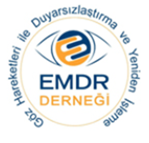 Göz Hareketleri ile Duyarsızlaştırma ve Yeniden İşleme
EMDR
DERNEĞİ